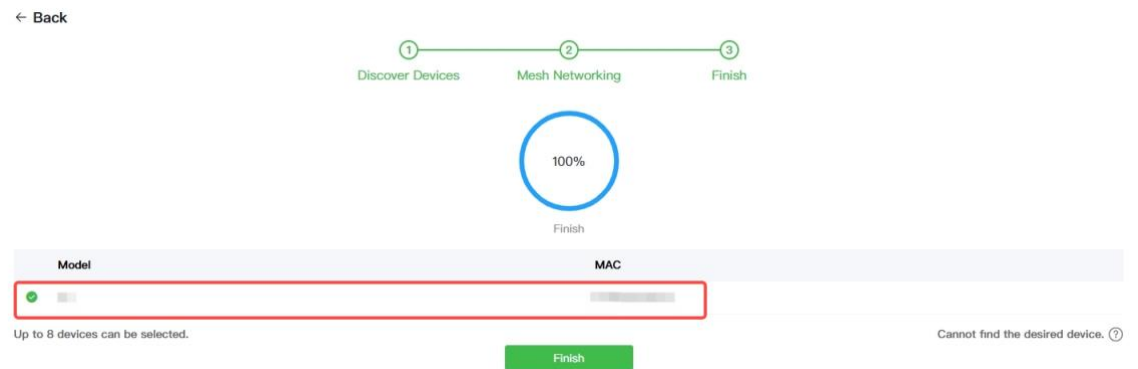 ← Back
1 2 3
Discover Devices Mesh Networking Finish
100%
Finish
Model MAC
Up to 8 devices can be selected. Cannot find the desired device. ?
Finish